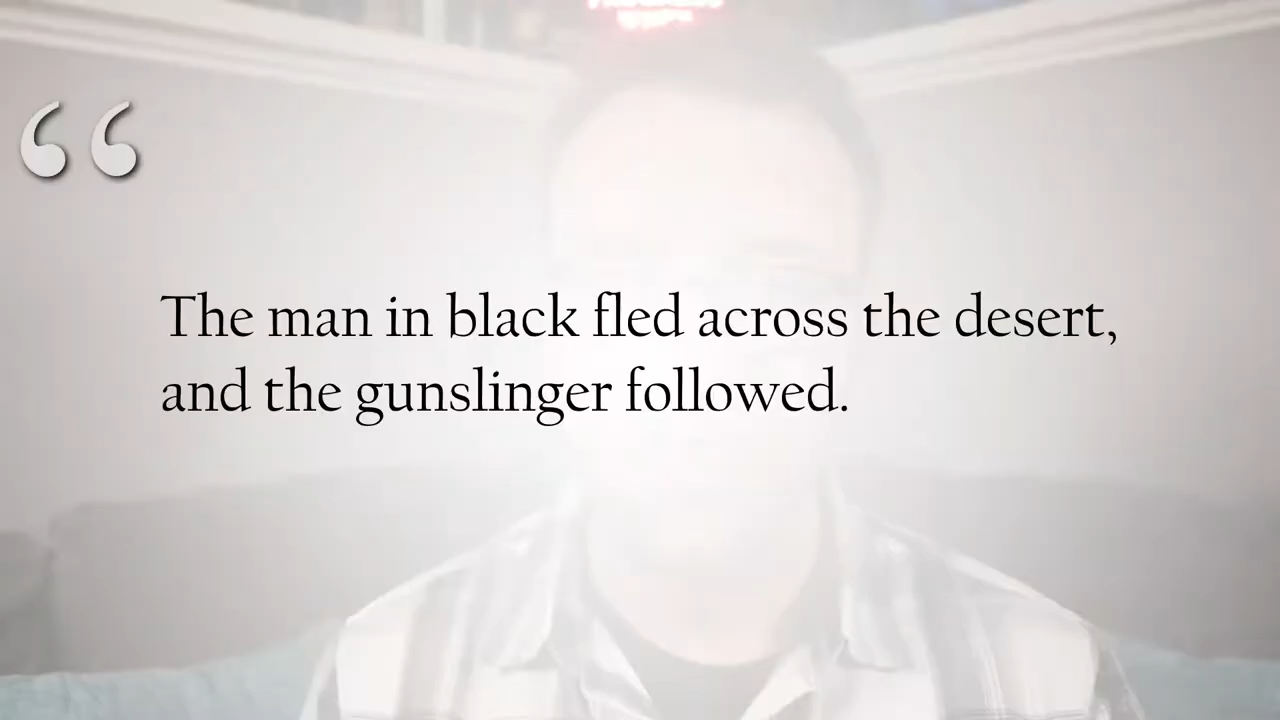 “
The man in black fled across the desert,
and the gunslinger followed.